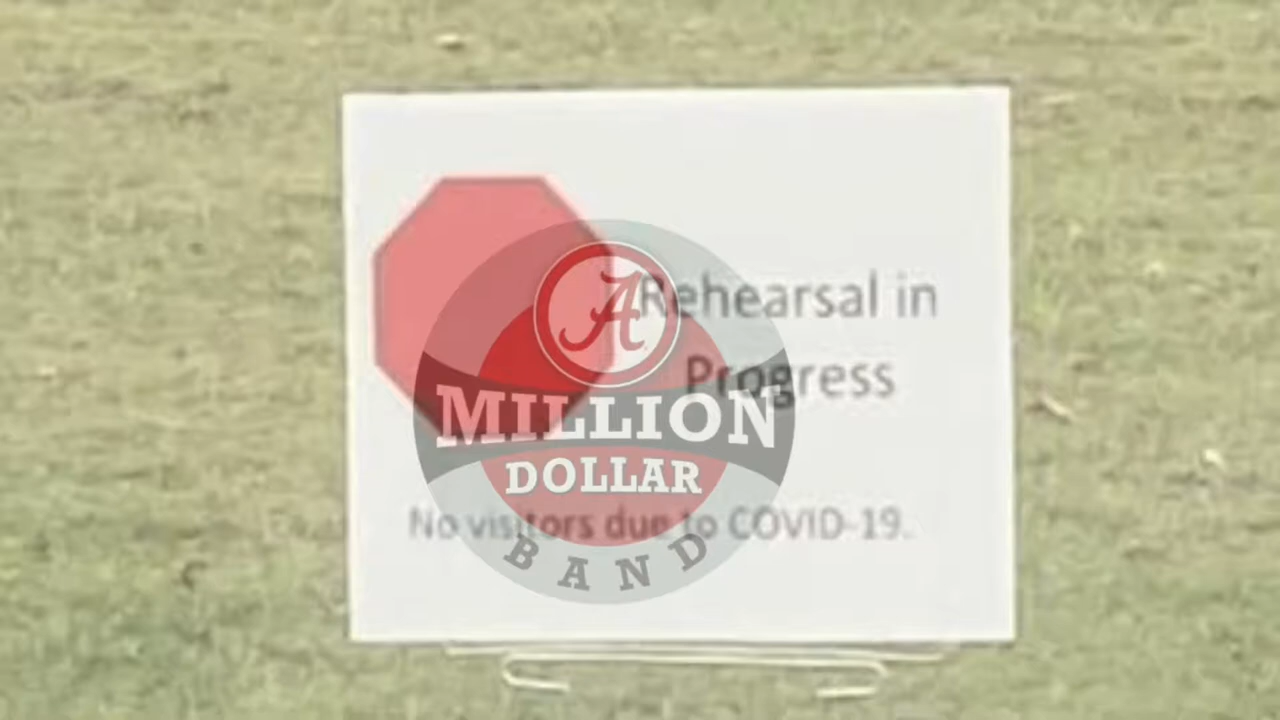 Rehearsal in
Progress
No visitors due to COVID-19.
A
MILLION
DOLLAR
BAND